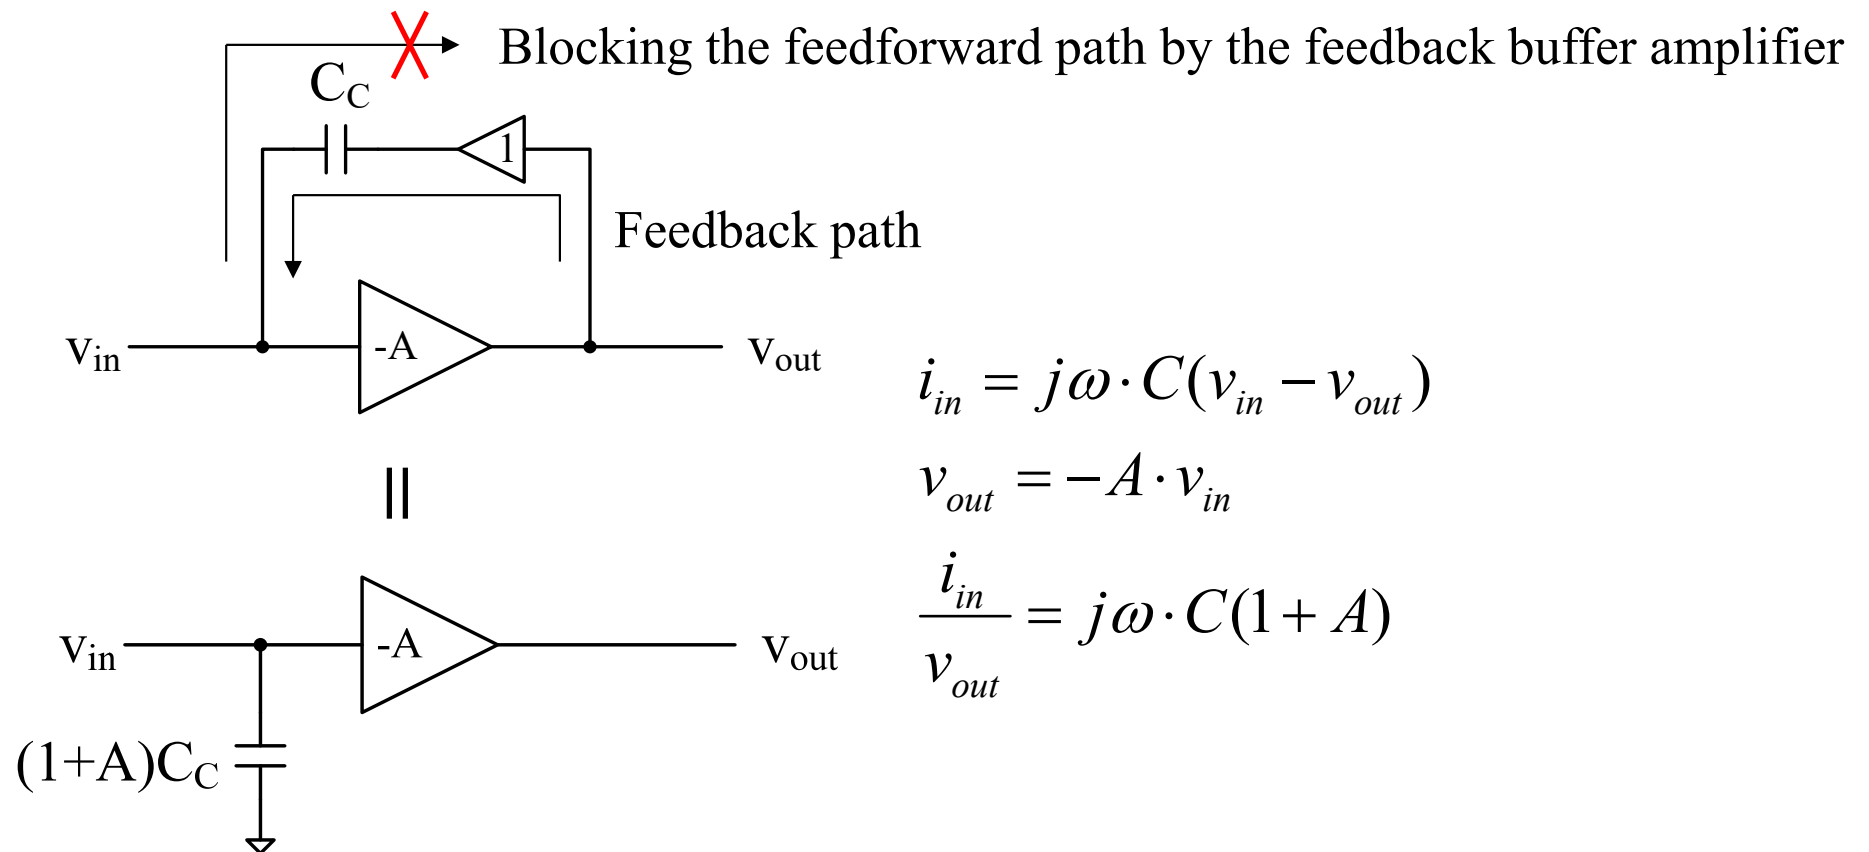 Blocking the feedforward path by the feedback buffer amplifier
C_C
1
Feedback path
v_in
-A
v_out
i_in = jω · C(v_in − v_out)
v_out = −A · v_in
i_in / v_out = jω · C(1 + A)
v_in
-A
v_out
(1+A)C_C